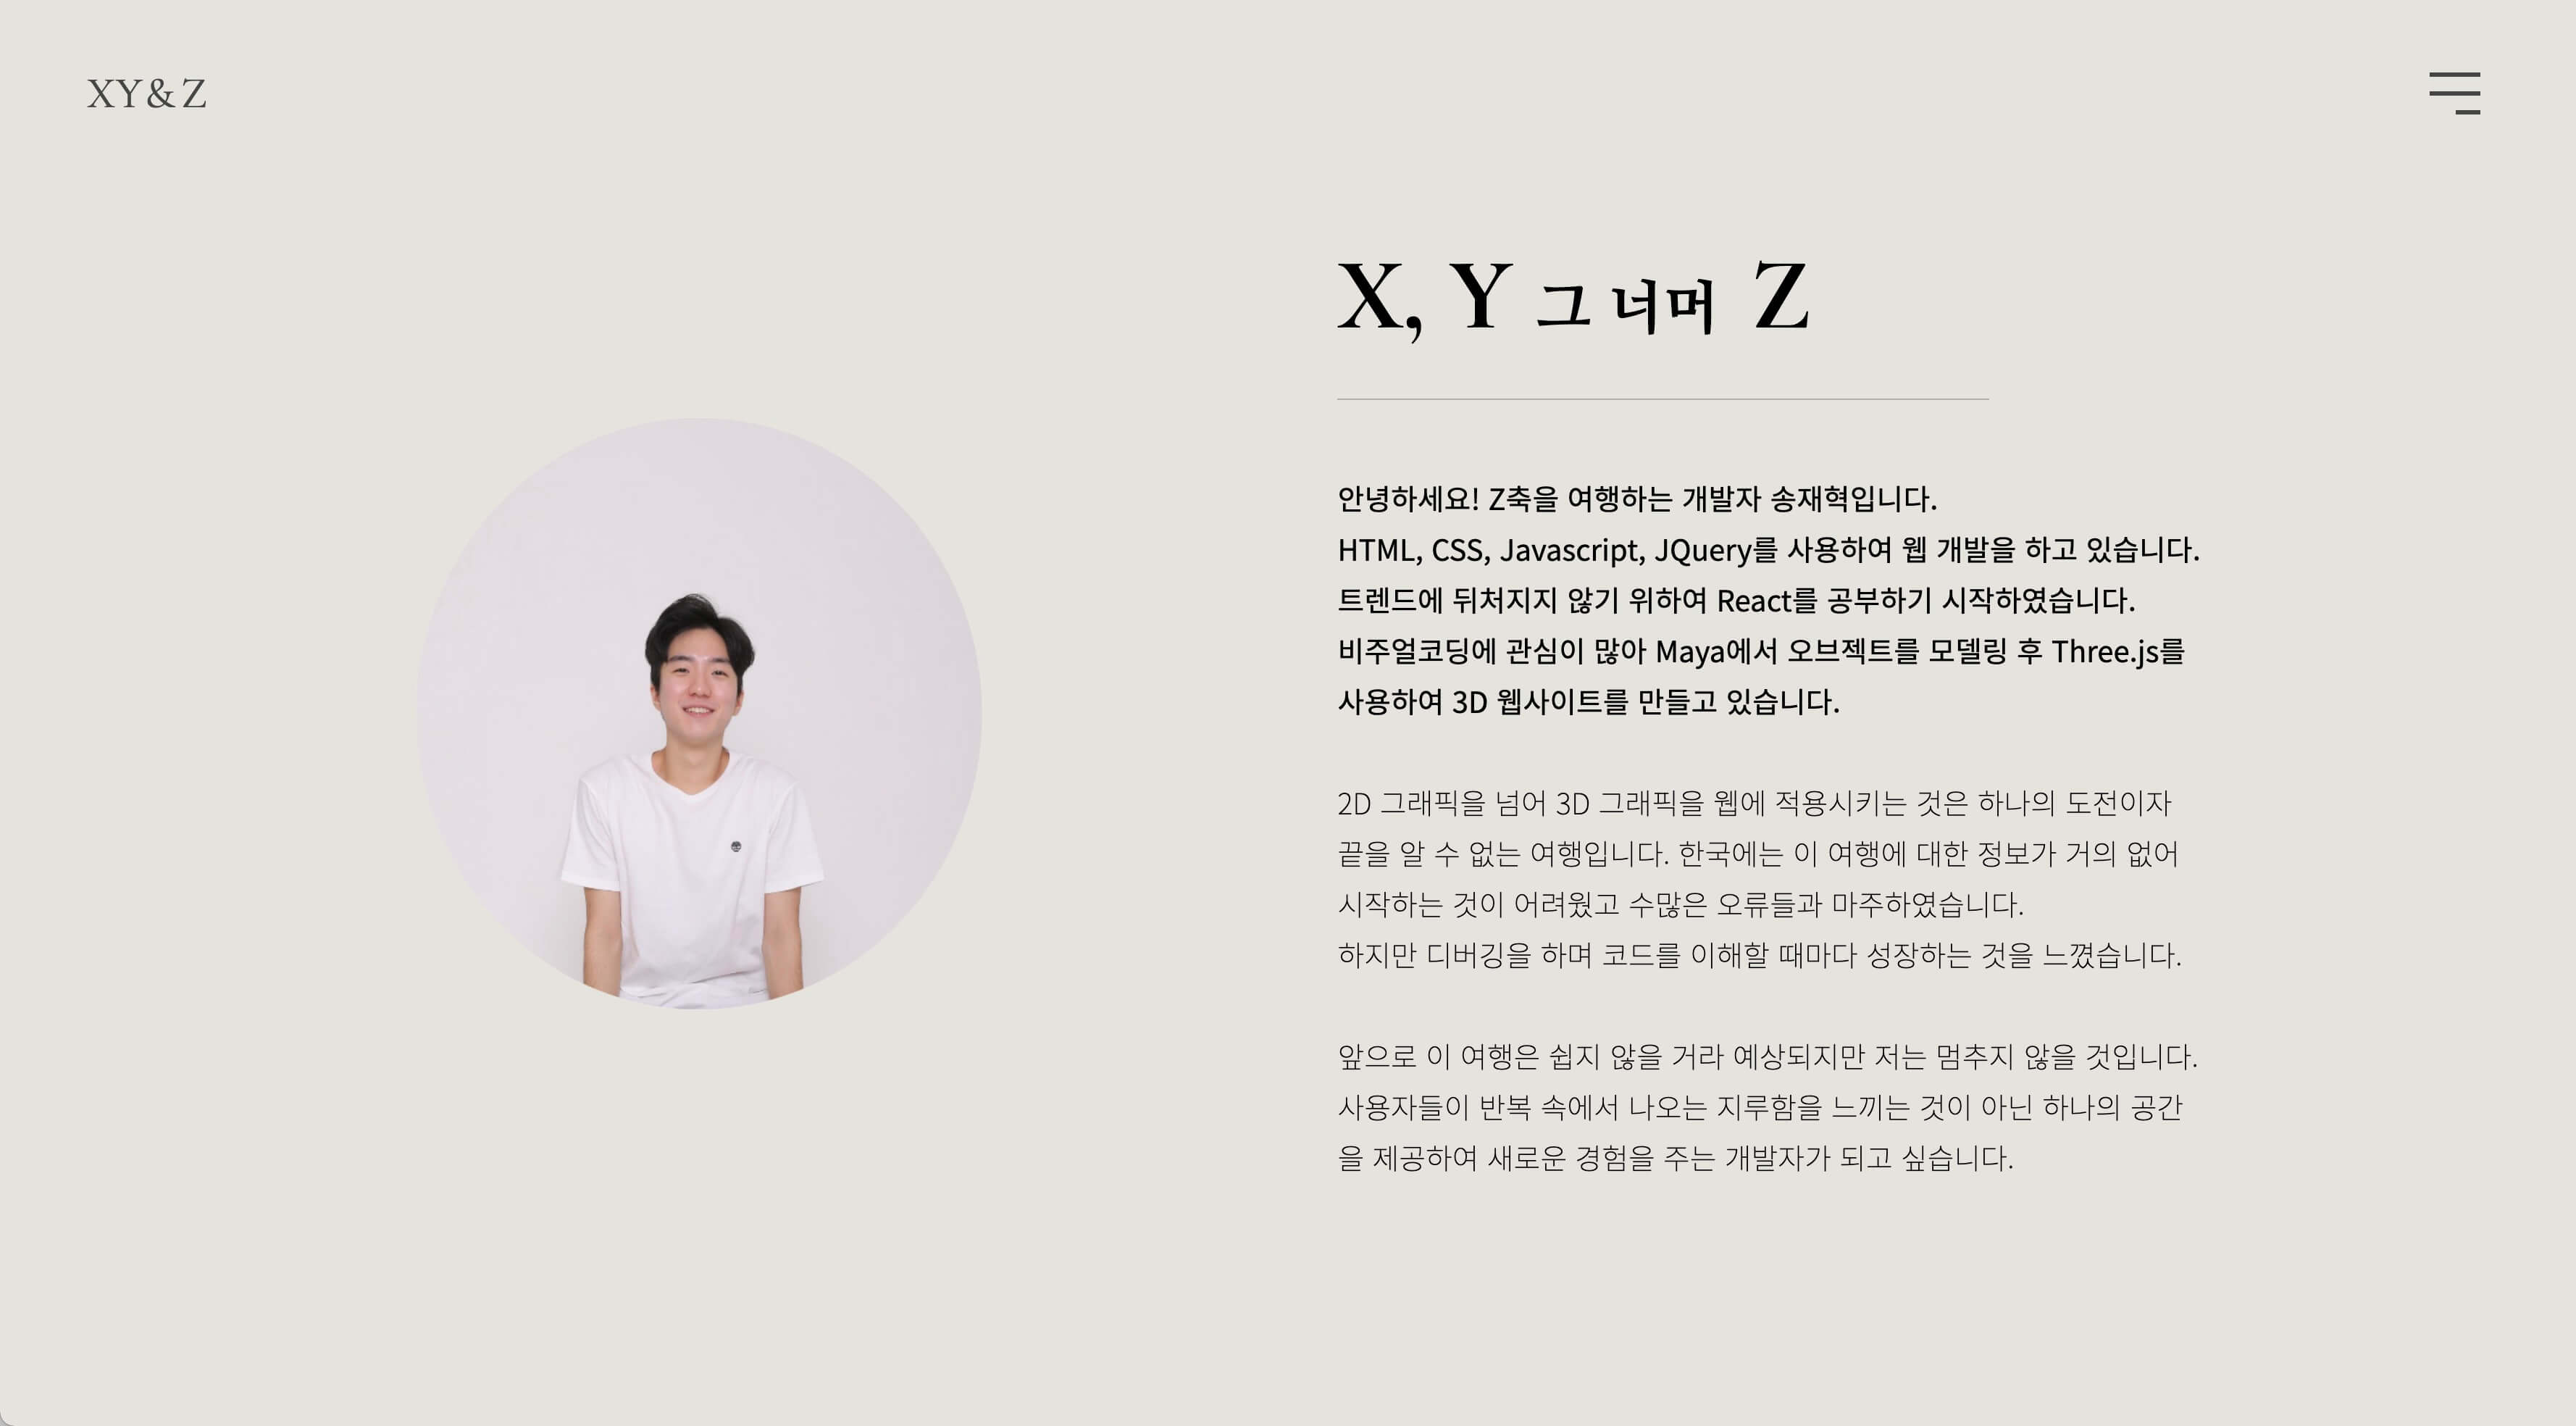 XY&Z
X, Y 그 너머 Z
안녕하세요! Z축을 여행하는 개발자 송재혁입니다.
HTML, CSS, Javascript, JQuery를 사용하여 웹 개발을 하고 있습니다.
트렌드에 뒤처지지 않기 위하여 React를 공부하기 시작하였습니다.
비주얼코딩에 관심이 많아 Maya에서 오브젝트를 모델링 후 Three.js를
사용하여 3D 웹사이트를 만들고 있습니다.
2D 그래픽을 넘어 3D 그래픽을 웹에 적용시키는 것은 하나의 도전이자
끝을 알 수 없는 여행입니다. 한국에는 이 여행에 대한 정보가 거의 없어
시작하는 것이 어려웠고 수많은 오류들과 마주하였습니다.
하지만 디버깅을 하며 코드를 이해할 때마다 성장하는 것을 느꼈습니다.
앞으로 이 여행은 쉽지 않을 거라 예상되지만 저는 멈추지 않을 것입니다.
사용자들이 반복 속에서 나오는 지루함을 느끼는 것이 아닌 하나의 공간
을 제공하여 새로운 경험을 주는 개발자가 되고 싶습니다.